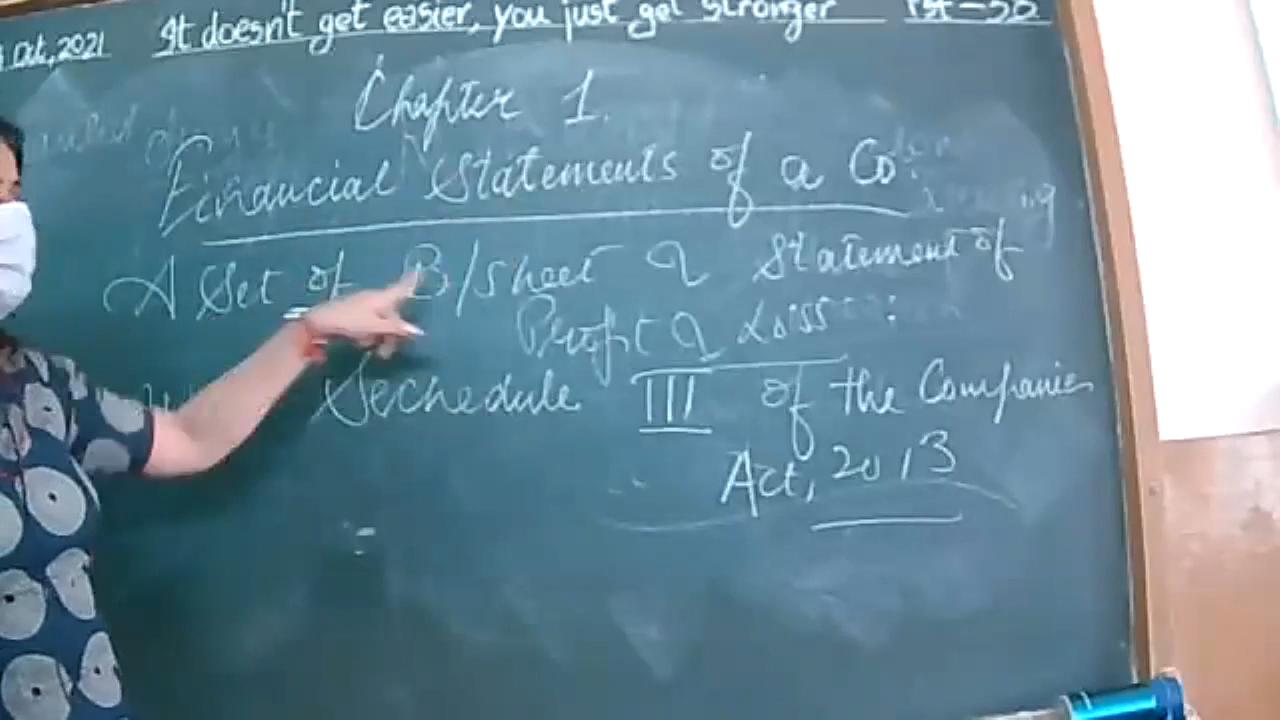 Oct, 2021 It doesn't get easier, you just get stronger
Chapter 1.
Financial Statements of a Co.
A Set of B/Sheet & Statement of
Profit & Loss :
Sechedule III of the Companies
Act, 2013